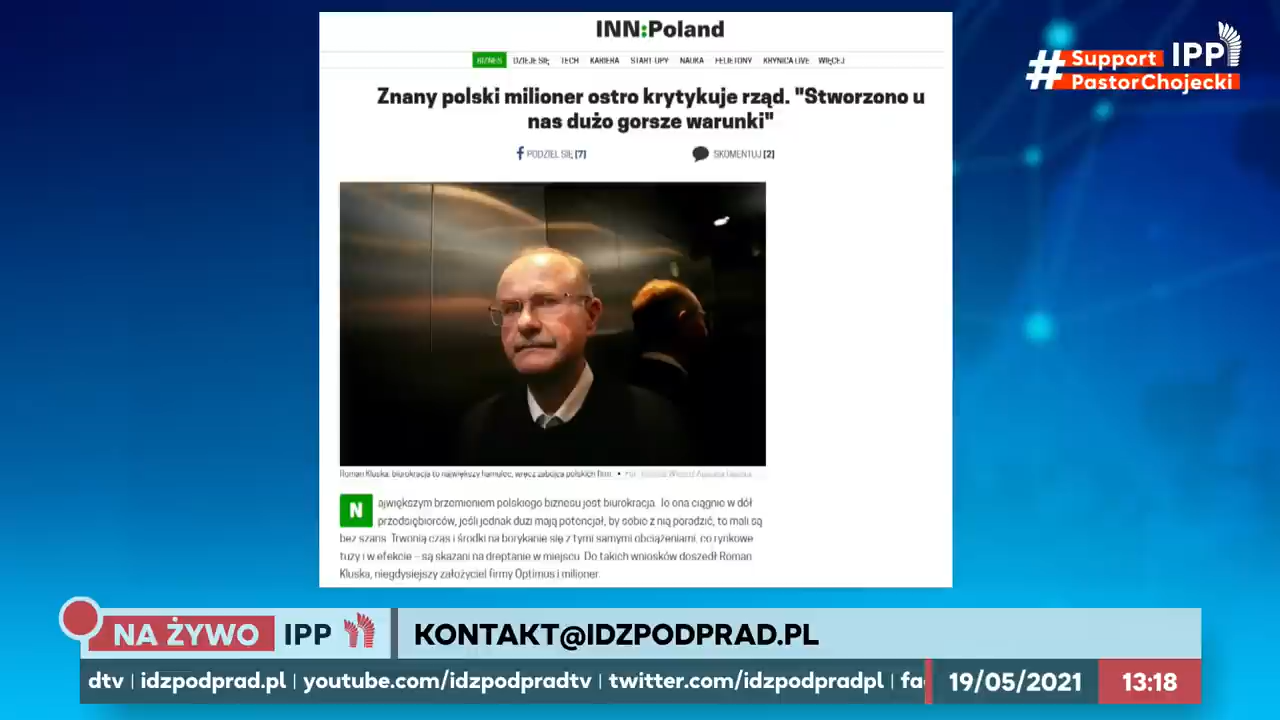 INN:Poland
BIZNES DZIEJE SIĘ TECH KARIERA START-UPY NAUKA FELIETONY KRYNICA LIVE WIĘCEJ
Znany polski milioner ostro krytykuje rząd. "Stworzono u
nas dużo gorsze warunki"
PODZIEL SIĘ [7] SKOMENTUJ [2]
Roman Kluska: biurokracja to największy hamulec, wręcz zabójca polskich firm.
Największym brzemieniem polskiego biznesu jest biurokracja. To ona ciągnie w dół
przedsiębiorców, jeśli jednak duzi mają potencjał, by sobie z nią poradzić, to mali są
bez szans. Trwonią czas i środki na borykanie się z tymi samymi obciążeniami, co rynkowe
tuzy i w efekcie – są skazani na dreptanie w miejscu. Do takich wniosków doszedł Roman
Kluska, niegdysiejszy założyciel firmy Optimus i milioner.
#Support IPP
PastorChojecki
NA ŻYWO IPP KONTAKT@IDZPODPRAD.PL
dtv | idzpodprad.pl | youtube.com/idzpodpradtv | twitter.com/idzpodpradpl | fa 19/05/2021 13:18